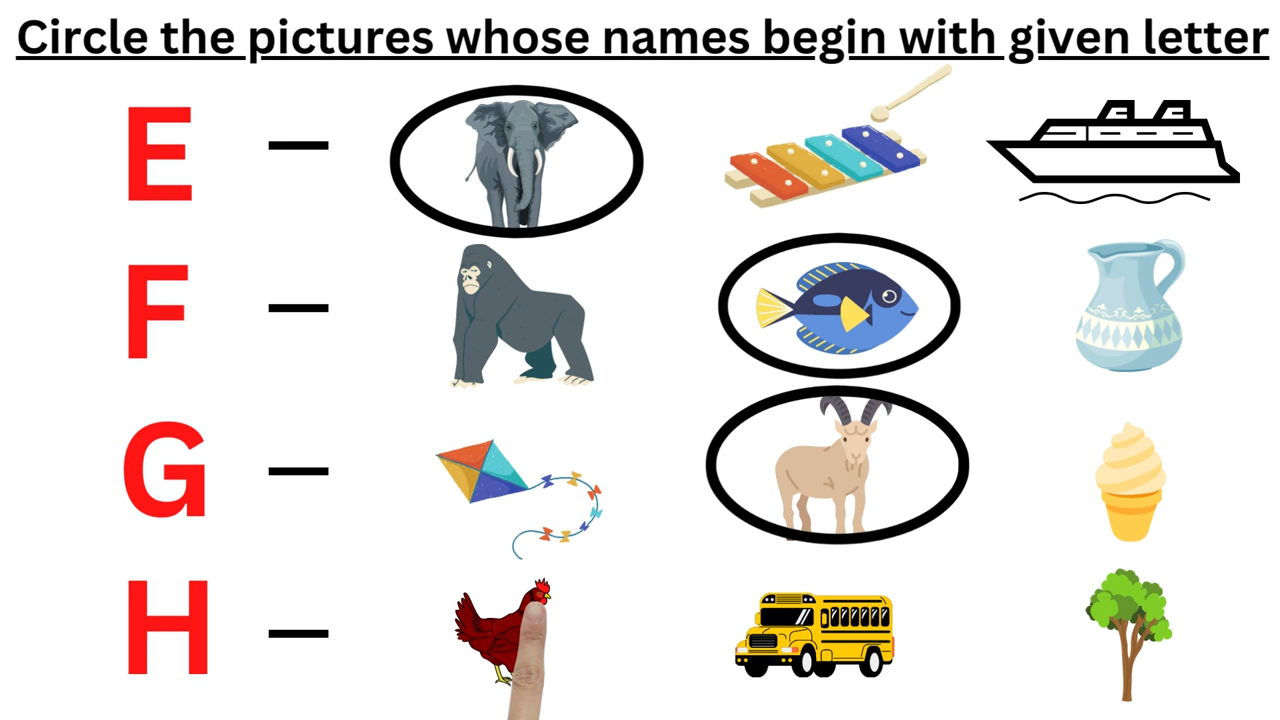 Circle the pictures whose names begin with given letter
E –
F –
G –
H –